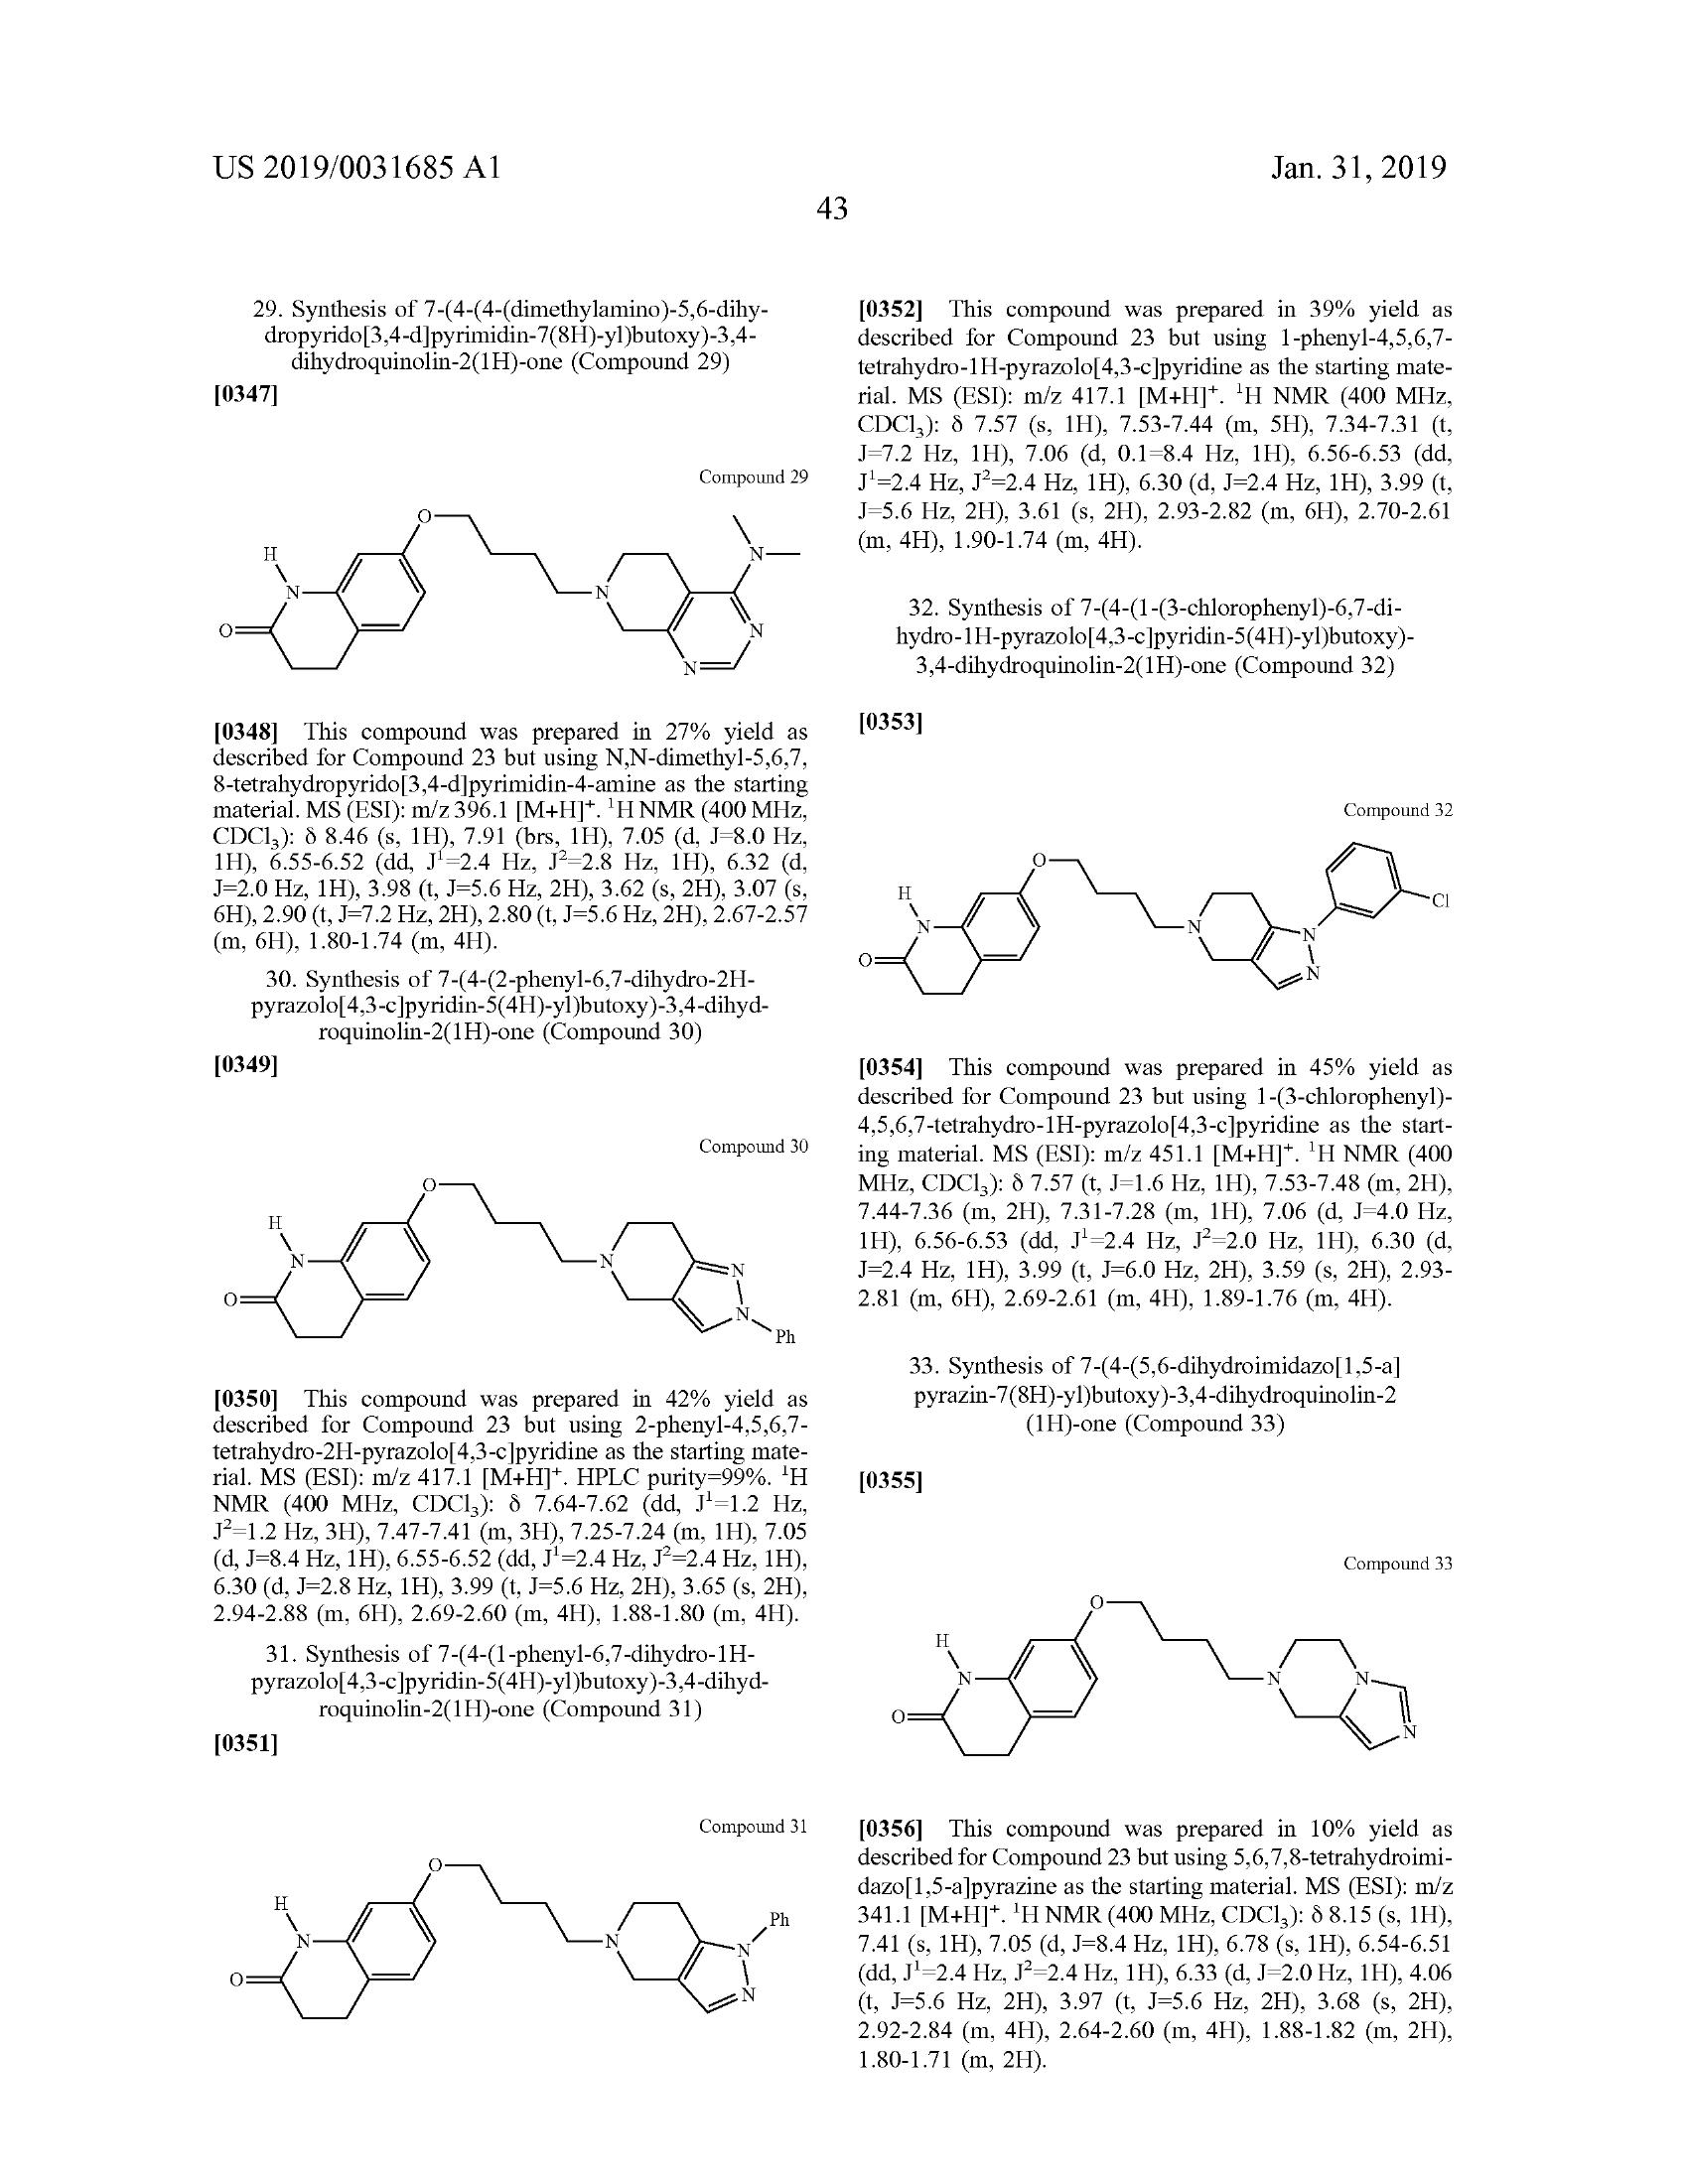 US 2019/0031685 A1
Jan. 31, 2019
43
29. Synthesis of 7-(4-(4-(dimethylamino)-5,6-dihy-
dropyrido[3,4-d]pyrimidin-7(8H)-yl)butoxy)-3,4-
dihydroquinolin-2(1H)-one (Compound 29)
[0347]
Compound 29
O
H
N
N
N
O
N
N
[0348] This compound was prepared in 27% yield as
described for Compound 23 but using N,N-dimethyl-5,6,7,
8-tetrahydropyrido[3,4-d]pyrimidin-4-amine as the starting
material. MS (ESI): m/z 396.1 [M+H]⁺. ¹H NMR (400 MHz,
CDCl₃): δ 8.46 (s, 1H), 7.91 (brs, 1H), 7.05 (d, J=8.0 Hz,
1H), 6.55-6.52 (dd, J¹=2.4 Hz, J²=2.8 Hz, 1H), 6.32 (d,
J=2.0 Hz, 1H), 3.98 (t, J=5.6 Hz, 2H), 3.62 (s, 2H), 3.07 (s,
6H), 2.90 (t, J=7.2 Hz, 2H), 2.80 (t, J=5.6 Hz, 2H), 2.67-2.57
(m, 6H), 1.80-1.74 (m, 4H).
30. Synthesis of 7-(4-(2-phenyl-6,7-dihydro-2H-
pyrazolo[4,3-c]pyridin-5(4H)-yl)butoxy)-3,4-dihyd-
roquinolin-2(1H)-one (Compound 30)
[0349]
Compound 30
O
H
N
N
N
O
N
Ph
[0350] This compound was prepared in 42% yield as
described for Compound 23 but using 2-phenyl-4,5,6,7-
tetrahydro-2H-pyrazolo[4,3-c]pyridine as the starting mate-
rial. MS (ESI): m/z 417.1 [M+H]⁺. HPLC purity=99%. ¹H
NMR (400 MHz, CDCl₃): δ 7.64-7.62 (dd, J¹=1.2 Hz,
J²=1.2 Hz, 3H), 7.47-7.41 (m, 3H), 7.25-7.24 (m, 1H), 7.05
(d, J=8.4 Hz, 1H), 6.55-6.52 (dd, J¹=2.4 Hz, J²=2.4 Hz, 1H),
6.30 (d, J=2.8 Hz, 1H), 3.99 (t, J=5.6 Hz, 2H), 3.65 (s, 2H),
2.94-2.88 (m, 6H), 2.69-2.60 (m, 4H), 1.88-1.80 (m, 4H).
31. Synthesis of 7-(4-(1-phenyl-6,7-dihydro-1H-
pyrazolo[4,3-c]pyridin-5(4H)-yl)butoxy)-3,4-dihyd-
roquinolin-2(1H)-one (Compound 31)
[0351]
Compound 31
O
H
Ph
N
N
N
O
N
[0352] This compound was prepared in 39% yield as
described for Compound 23 but using 1-phenyl-4,5,6,7-
tetrahydro-1H-pyrazolo[4,3-c]pyridine as the starting mate-
rial. MS (ESI): m/z 417.1 [M+H]⁺. ¹H NMR (400 MHz,
CDCl₃): δ 7.57 (s, 1H), 7.53-7.44 (m, 5H), 7.34-7.31 (t,
J=7.2 Hz, 1H), 7.06 (d, 0.1=8.4 Hz, 1H), 6.56-6.53 (dd,
J¹=2.4 Hz, J²=2.4 Hz, 1H), 6.30 (d, J=2.4 Hz, 1H), 3.99 (t,
J=5.6 Hz, 2H), 3.61 (s, 2H), 2.93-2.82 (m, 6H), 2.70-2.61
(m, 4H), 1.90-1.74 (m, 4H).
32. Synthesis of 7-(4-(1-(3-chlorophenyl)-6,7-di-
hydro-1H-pyrazolo[4,3-c]pyridin-5(4H)-yl)butoxy)-
3,4-dihydroquinolin-2(1H)-one (Compound 32)
[0353]
Compound 32
O
H
Cl
N
N
N
O
N
[0354] This compound was prepared in 45% yield as
described for Compound 23 but using 1-(3-chlorophenyl)-
4,5,6,7-tetrahydro-1H-pyrazolo[4,3-c]pyridine as the start-
ing material. MS (ESI): m/z 451.1 [M+H]⁺. ¹H NMR (400
MHz, CDCl₃): δ 7.57 (t, J=1.6 Hz, 1H), 7.53-7.48 (m, 2H),
7.44-7.36 (m, 2H), 7.31-7.28 (m, 1H), 7.06 (d, J=4.0 Hz,
1H), 6.56-6.53 (dd, J¹=2.4 Hz, J²=2.0 Hz, 1H), 6.30 (d,
J=2.4 Hz, 1H), 3.99 (t, J=6.0 Hz, 2H), 3.59 (s, 2H), 2.93-
2.81 (m, 6H), 2.69-2.61 (m, 4H), 1.89-1.76 (m, 4H).
33. Synthesis of 7-(4-(5,6-dihydroimidazo[1,5-a]
pyrazin-7(8H)-yl)butoxy)-3,4-dihydroquinolin-2
(1H)-one (Compound 33)
[0355]
Compound 33
O
H
N
N
N
O
N
[0356] This compound was prepared in 10% yield as
described for Compound 23 but using 5,6,7,8-tetrahydroimi-
dazo[1,5-a]pyrazine as the starting material. MS (ESI): m/z
341.1 [M+H]⁺. ¹H NMR (400 MHz, CDCl₃): δ 8.15 (s, 1H),
7.41 (s, 1H), 7.05 (d, J=8.4 Hz, 1H), 6.78 (s, 1H), 6.54-6.51
(dd, J¹=2.4 Hz, J²=2.4 Hz, 1H), 6.33 (d, J=2.0 Hz, 1H), 4.06
(t, J=5.6 Hz, 2H), 3.97 (t, J=5.6 Hz, 2H), 3.68 (s, 2H),
2.92-2.84 (m, 4H), 2.64-2.60 (m, 4H), 1.88-1.82 (m, 2H),
1.80-1.71 (m, 2H).